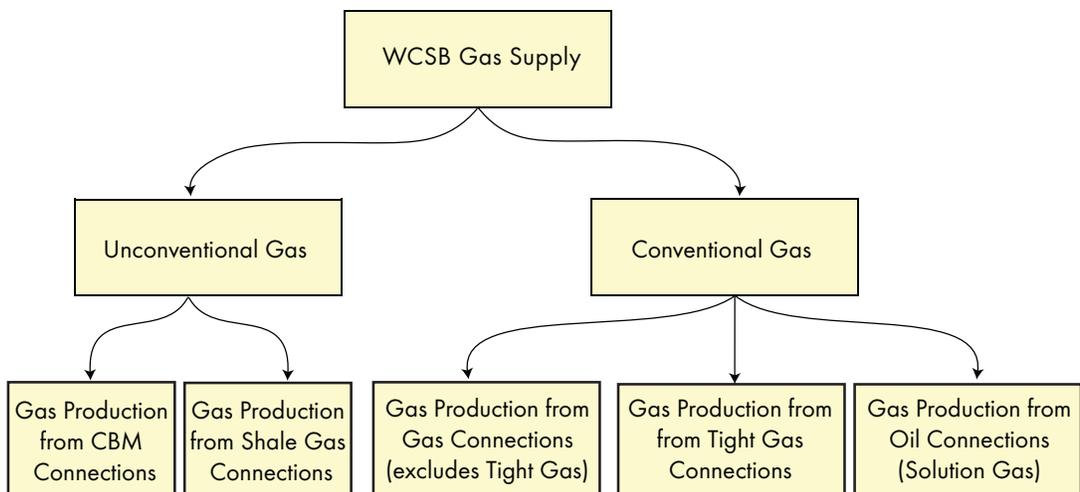 WCSB Gas Supply
Unconventional Gas
Conventional Gas
Gas Production
from CBM
Connections
Gas Production
from Shale Gas
Connections
Gas Production from
Gas Connections
(excludes Tight Gas)
Gas Production from
from Tight Gas
Connections
Gas Production from
Oil Connections
(Solution Gas)